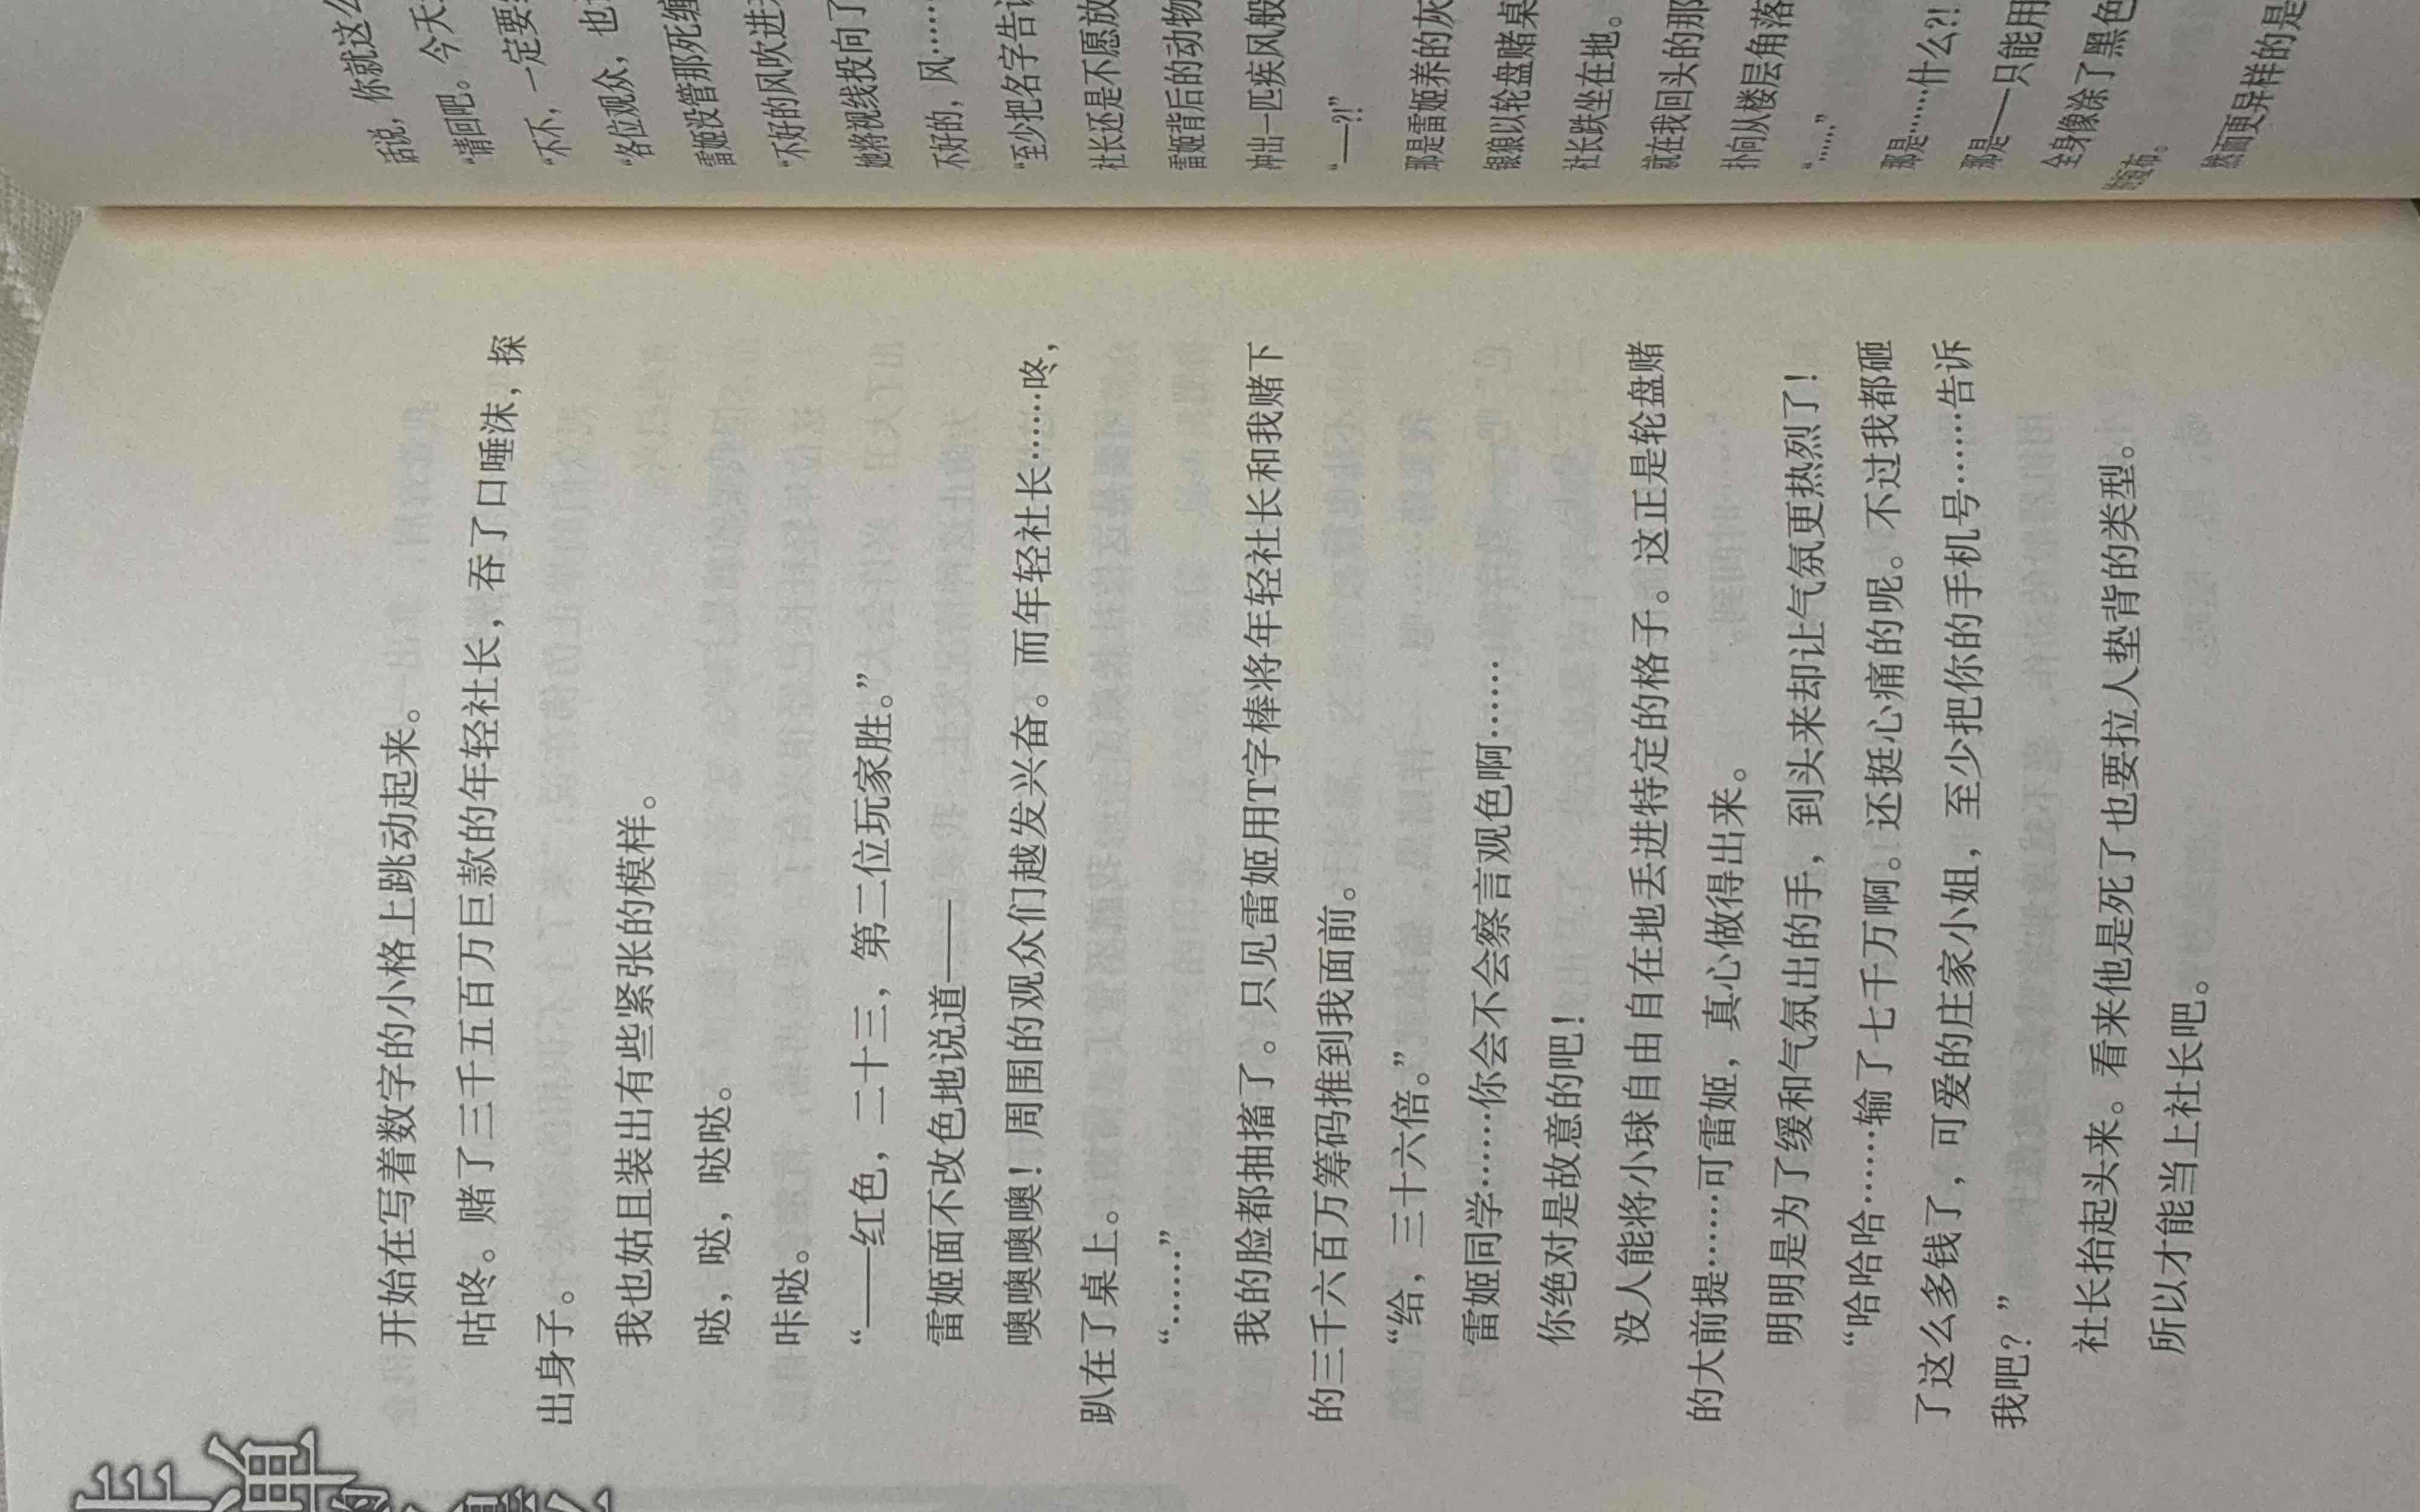 弹
的
开始在写着数字的小格上跳动起来。
咕咚。赌了三千五百万巨款的年轻社长，吞了口唾沫，探
出身子。
我也姑且装出有些紧张的模样。
哒，哒，哒哒。
咔哒。
“——红色，二十三，第二位玩家胜。”
雷姬面不改色地说道——
噢噢噢噢！周围的观众们越发兴奋。而年轻社长……咚，
趴在了桌上。
“……”
我的脸都抽搐了。只见雷姬用T字棒将年轻社长和我赌下
的三千六百万筹码推到我面前。
“给，三十六倍。”
雷姬同学……你会不会察言观色啊……
你绝对是故意的吧！
没人能将小球自由自在地丢进特定的格子。这正是轮盘赌
的大前提……可雷姬，真心做得出来。
明明是为了缓和气氛出的手，到头来却让气氛更热烈了！
“哈哈哈……输了七千万啊。还挺心痛的呢。不过我都砸
了这么多钱了，可爱的庄家小姐，至少把你的手机号……告诉
我吧？”
社长抬起头来。看来他是死了也要拉人垫背的类型。
所以才能当上社长吧。
话说，你就这么
“请回吧。今天
“不不，一定要
“各位观众，也
雷姬没管那死缠
“不好的风吹进
她将视线投向了
不好的，风……
“至少把名字告诉
社长还是不愿放
雷姬背后的动物
冲出一匹疾风般
“——?!”
那是雷姬养的灰
银狼以轮盘赌桌
社长跌坐在地。
就在我回头的那
扑向从楼层角落
“……”
那是……什么?!
那是——只能用
全身像涂了黑色
布。
然而更异样的是